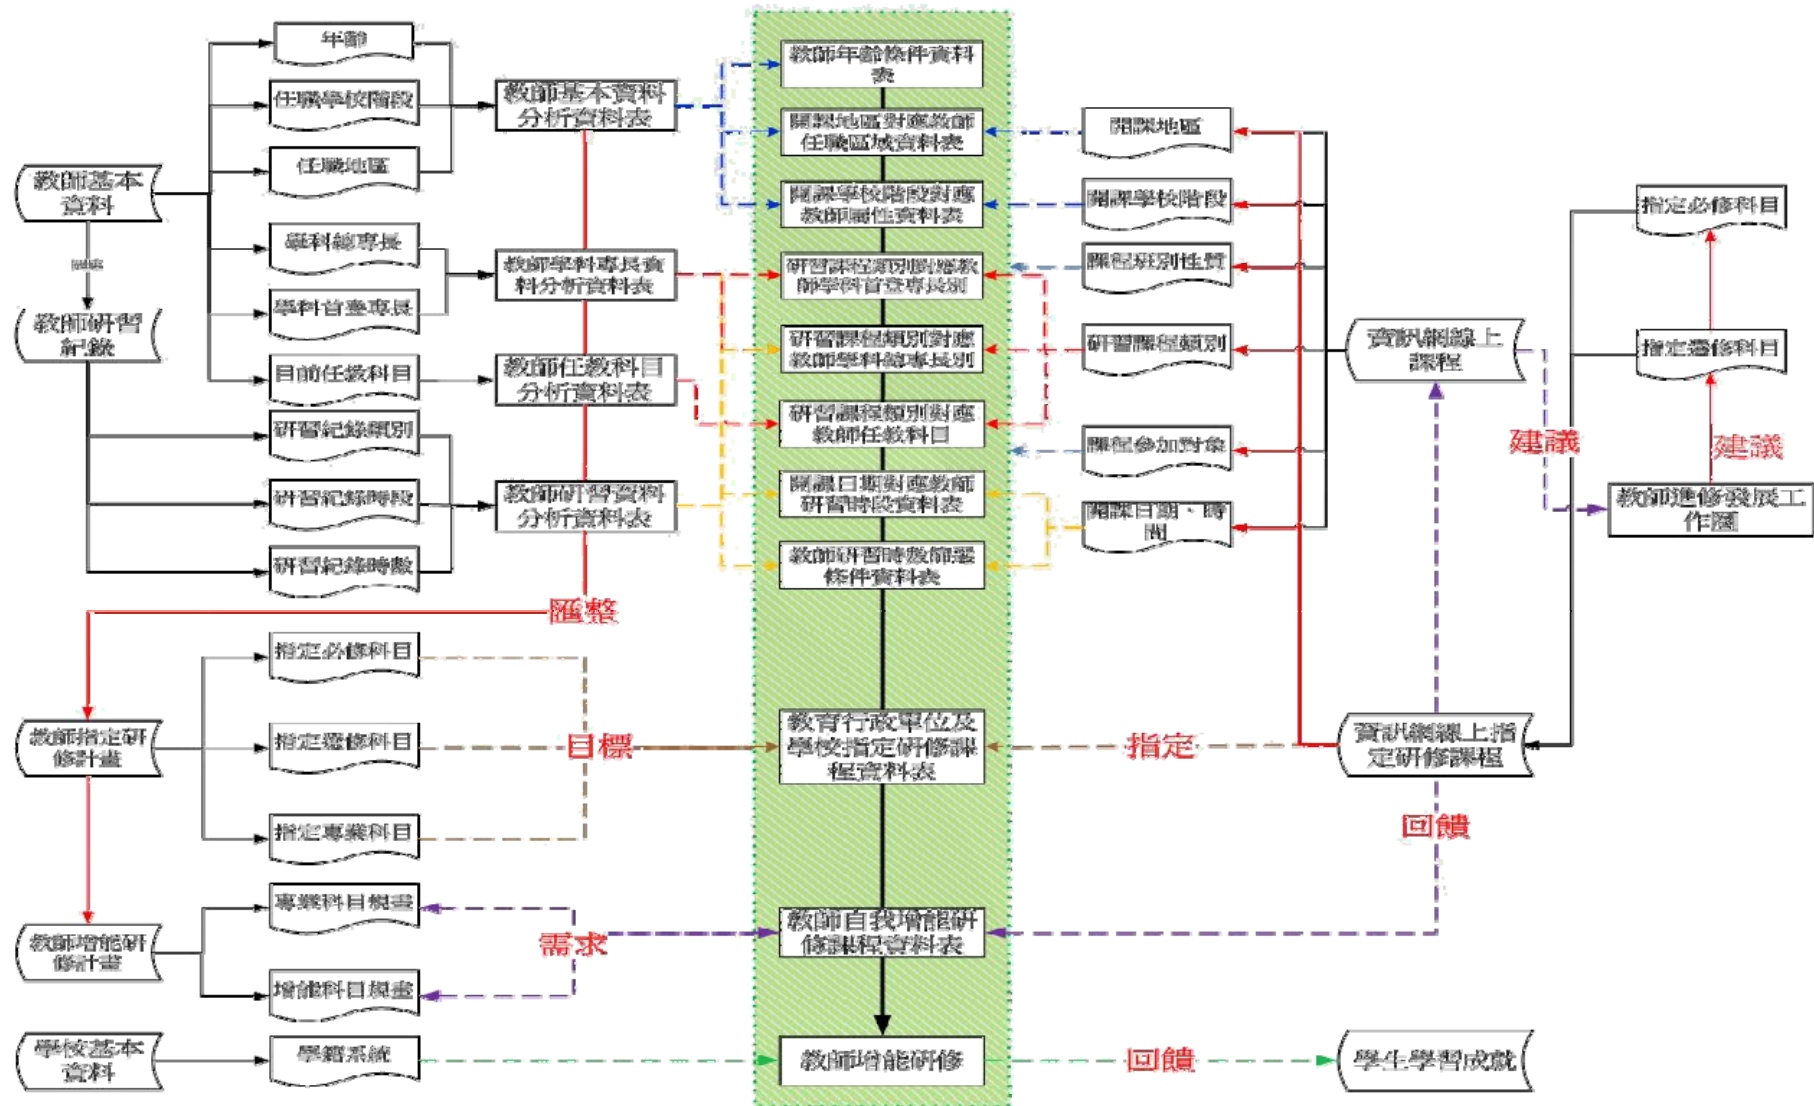 年齡
任職學校階段
任職地區
學科總專長
學科首登專長
目前任教科目
研習紀錄類別
研習紀錄時段
研習紀錄時數
教師基本
資料
教師研習
紀錄
教師基本資料
分析資料表
教師學科專長資
料分析資料表
教師任教科目
分析資料表
教師研習資料
分析資料表
匯整
教師年齡條件資料
表
開課地區對應教師
任職區域資料表
開課學校階段對應
教師屬性資料表
研習課程類別對應教
師學科首登專長別
研習課程類別對應
教師學科總專長別
研習課程類別對應
教師任教科目
開課日期對應教師
研習時段資料表
教師研習時數篩選
條件資料表
開課地區
開課學校階段
課程班別性質
研習課程類別
課程參加對象
開課日期、時
間
資訊網線上
課程
建議
指定必修科目
指定選修科目
建議
教師進修發展工
作圈
教師指定研
修計畫
指定必修科目
指定選修科目
指定專業科目
目標
教育行政單位及
學校指定研修課
程資料表
指定
資訊網線上指
定研修課程
回饋
教師增能研
修計畫
專業科目規畫
增能科目規畫
需求
教師自我增能研
修課程資料表
學校基本
資料
學籍系統
教師增能研修
回饋
學生學習成就